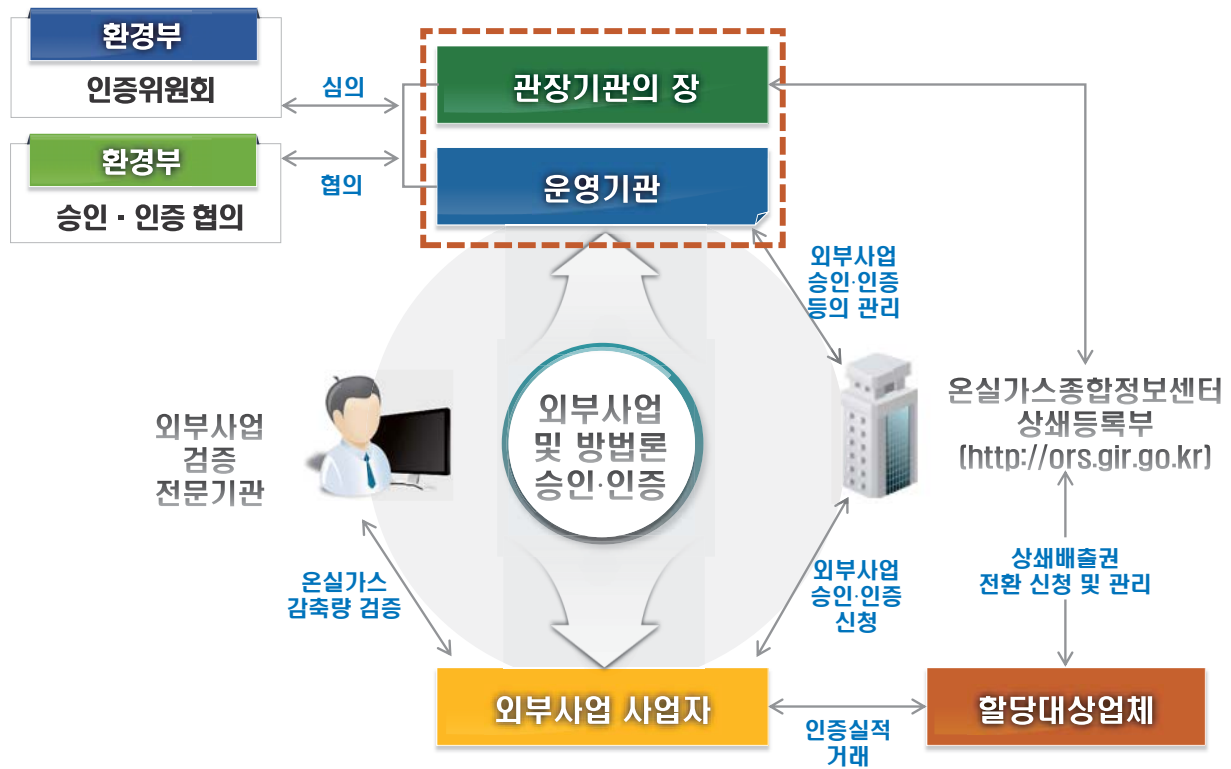 환경부
인증위원회
심의
환경부
승인 · 인증 협의
협의
관장기관의 장
운영기관
외부사업
승인·인증
등의 관리
외부사업
검증
전문기관
외부사업
및 방법론
승인·인증
온실가스종합정보센터
상쇄등록부
(http://ors.gir.go.kr)
온실가스
감축량 검증
외부사업
승인·인증
신청
상쇄배출권
전환 신청 및 관리
외부사업 사업자
인증실적
거래
할당대상업체